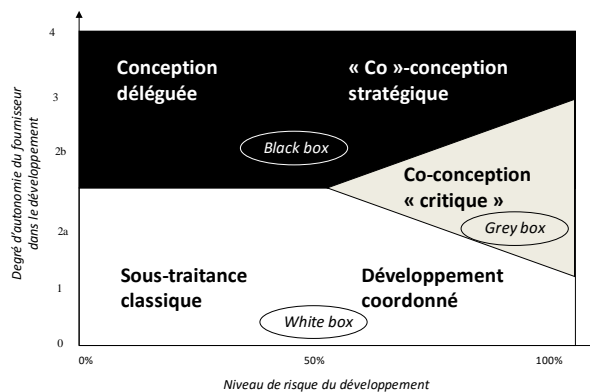 4
3
2b
2a
1
0
Degré d'autonomie du fournisseur
dans le développement
Conception
déléguée
« Co »-conception
stratégique
Black box
Co-conception
« critique »
Grey box
Sous-traitance
classique
Développement
coordonné
White box
0%
50%
100%
Niveau de risque du développement